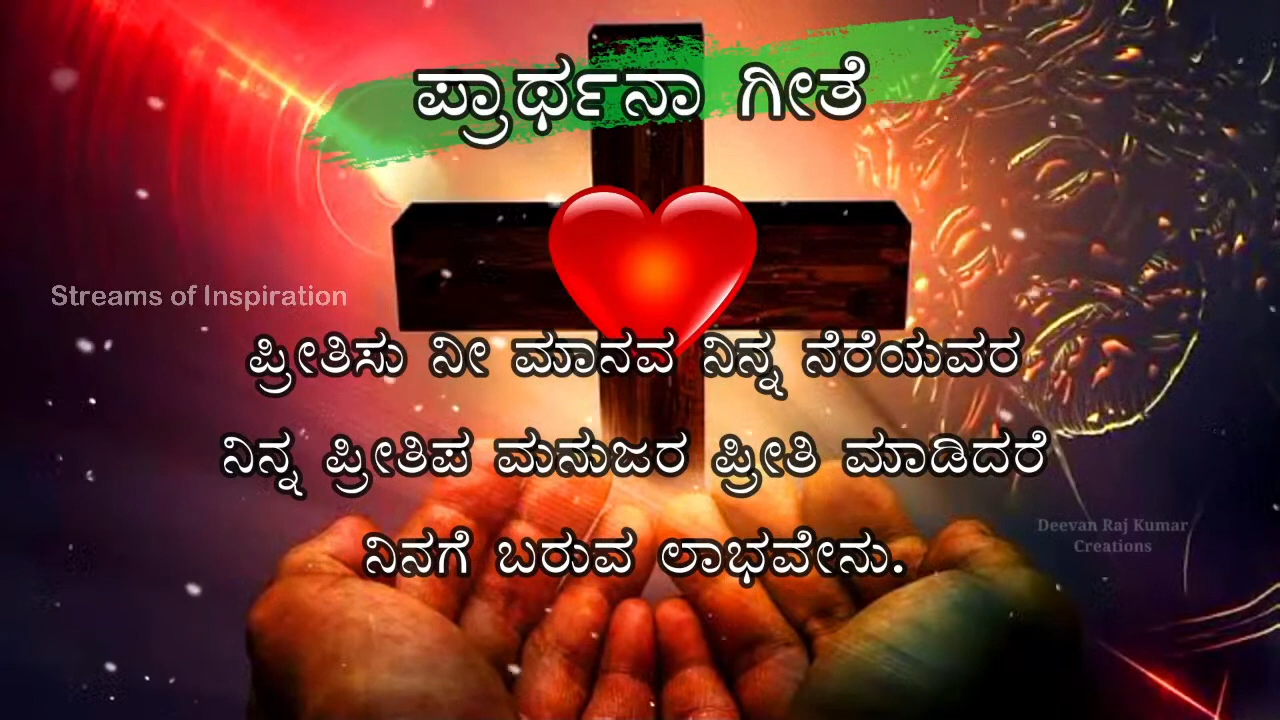 ಪ್ರಾರ್ಥನಾ ಗೀತೆ
Streams of Inspiration
ಪ್ರೀತಿಸು ನೀ ಮಾನವ ನಿನ್ನ ನೆರೆಯವರ
ನಿನ್ನ ಪ್ರೀತಿಪ ಮನುಜರ ಪ್ರೀತಿ ಮಾಡಿದರೆ
Deevan Raj Kumar
Creations
ನಿನಗೆ ಬರುವ ಲಾಭವೇನು.